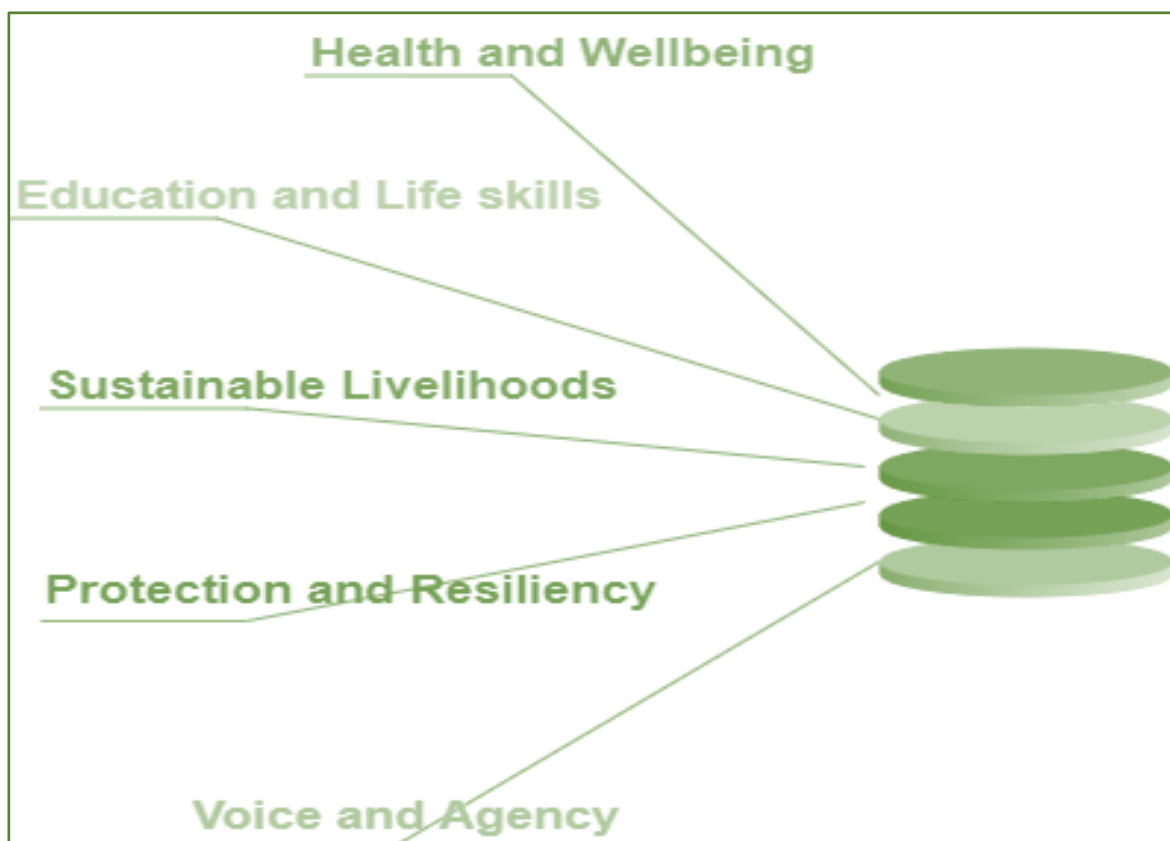 Health and Wellbeing
Education and Life skills
Sustainable Livelihoods
Protection and Resiliency
Voice and Agency